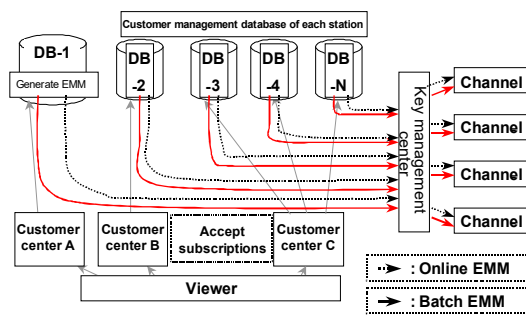 Customer management database of each station
DB-1
Generate EMM
DB
-2
DB
-3
DB
-4
DB
-N
Key management
center
Channel
Channel
Channel
Channel
Customer
center A
Customer
center B
Accept
subscriptions
Customer
center C
Viewer
: Online EMM
: Batch EMM